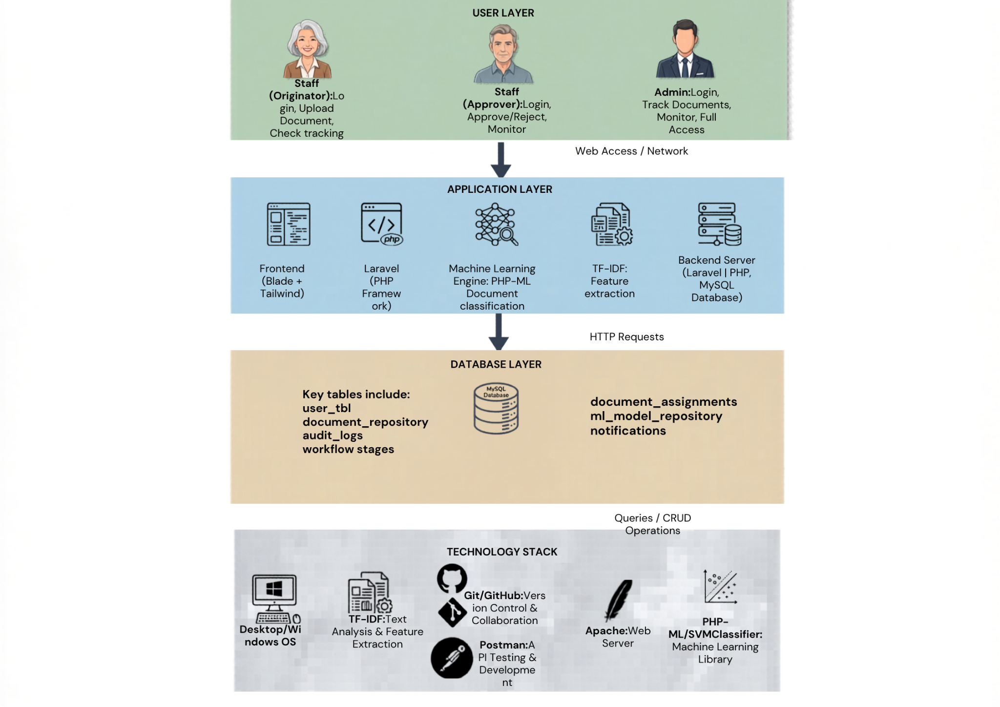 USER LAYER
Staff
(Originator):Lo
gin, Upload
Document,
Check tracking
Staff
(Approver):Login,
Approve/Reject,
Monitor
Admin:Login,
Track Documents,
Monitor, Full
Access
Web Access / Network
APPLICATION LAYER
php
Frontend
(Blade +
Tailwind)
Laravel
(PHP
Framew
ork)
Machine Learning
Engine: PHP-ML
Document
classification
TF-IDF:
Feature
extraction
Backend Server
(Laravel | PHP,
MySQL
Database)
HTTP Requests
DATABASE LAYER
Key tables include:
user_tbl
document_repository
audit_logs
workflow stages
MySQL
Database
document_assignments
ml_model_repository
notifications
Queries / CRUD
Operations
TECHNOLOGY STACK
Desktop/Wi
ndows OS
TF-IDF:Text
Analysis & Feature
Extraction
Git/GitHub:Vers
ion Control &
Collaboration
Postman:A
PI Testing &
Developme
nt
Apache:Web
Server
PHP-
ML/SVMClassifier:
Machine Learning
Library